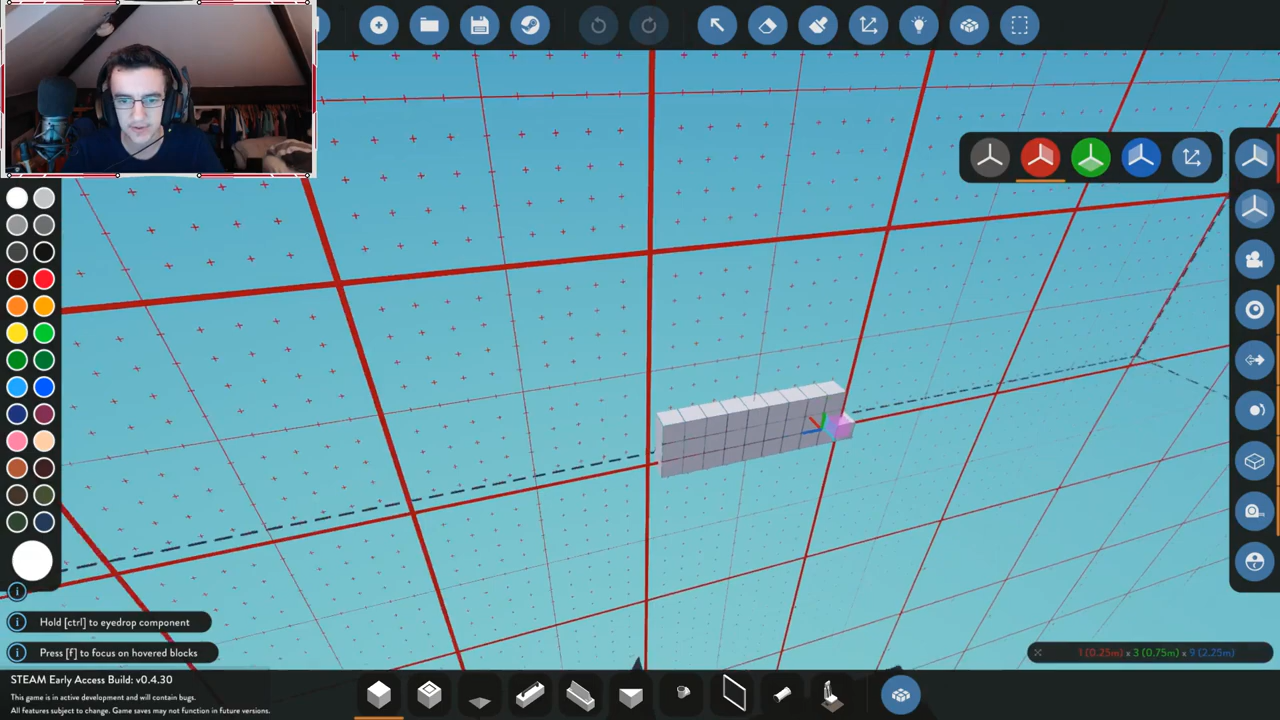 Hold [ctrl] to eyedrop component
Press [f] to focus on hovered blocks
1 (0.25m) x 3 (0.75m) x 9 (2.25m)
STEAM Early Access Build: v0.4.30
This game is in active development and will contain bugs.
All features subject to change. Game saves may not function in future versions.